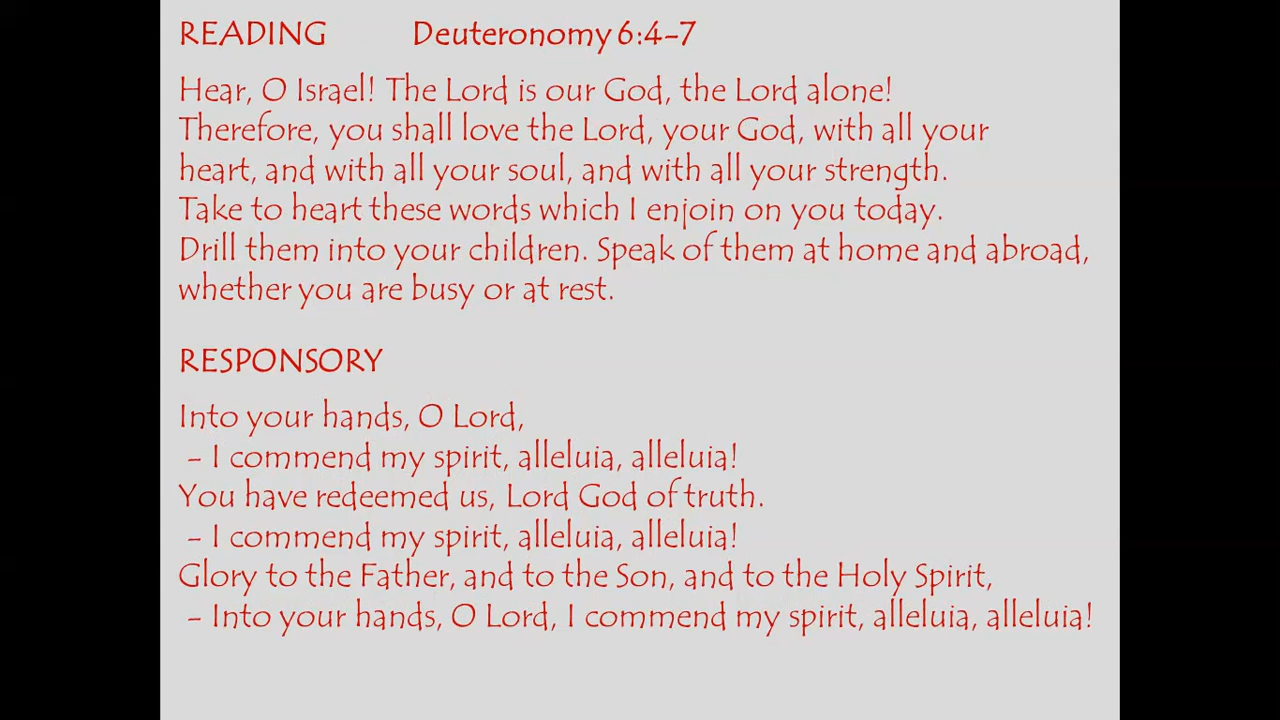 READING Deuteronomy 6:4-7
Hear, O Israel! The Lord is our God, the Lord alone!
Therefore, you shall love the Lord, your God, with all your
heart, and with all your soul, and with all your strength.
Take to heart these words which I enjoin on you today.
Drill them into your children. Speak of them at home and abroad,
whether you are busy or at rest.
RESPONSORY
Into your hands, O Lord,
- I commend my spirit, alleluia, alleluia!
You have redeemed us, Lord God of truth.
- I commend my spirit, alleluia, alleluia!
Glory to the Father, and to the Son, and to the Holy Spirit,
- Into your hands, O Lord, I commend my spirit, alleluia, alleluia!